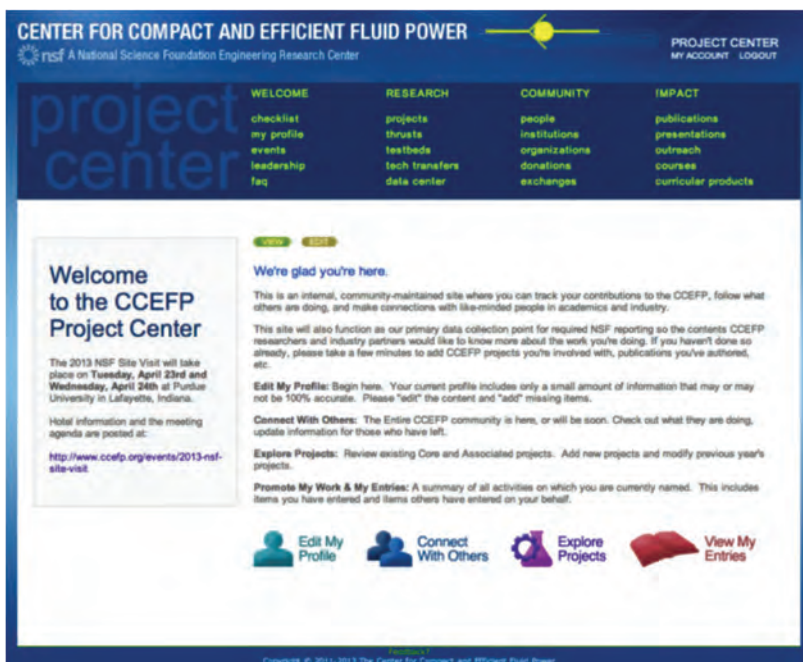 CENTER FOR COMPACT AND EFFICIENT FLUID POWER
nsf A National Science Foundation Engineering Research Center
PROJECT CENTER
MY ACCOUNT LOGOUT
project
center
WELCOME
checklist
my profile
events
leadership
faq
RESEARCH
projects
thrusts
testbeds
tech transfers
data center
COMMUNITY
people
institutions
organizations
donations
exchanges
IMPACT
publications
presentations
outreach
courses
curricular products
Welcome
to the CCEFP
Project Center
The 2013 NSF Site Visit will take
place on Tuesday, April 23rd and
Wednesday, April 24th at Purdue
University in Lafayette, Indiana.
Hotel information and the meeting
agenda are posted at:
http://www.ccefp.org/events/2013-nsf-
site-visit
VIEW EDIT
We're glad you're here.
This is an internal, community-maintained site where you can track your contributions to the CCEFP, follow what
others are doing, and make connections with like-minded people in academics and industry.
This site will also function as our primary data collection point for required NSF reporting so the contents CCEFP
researchers and industry partners would like to know more about the work you're doing. If you haven't done so
already, please take a few minutes to add CCEFP projects you're involved with, publications you've authored,
etc.
Edit My Profile: Begin here. Your current profile includes only a small amount of information that may or may
not be 100% accurate. Please "edit" the content and "add" missing items.
Connect With Others: The Entire CCEFP community is here, or will be soon. Check out what they are doing,
update information for those who have left.
Explore Projects: Review existing Core and Associated projects. Add new projects and modify previous year's
projects.
Promote My Work & My Entries: A summary of all activities on which you are currently named. This includes
items you have entered and items others have entered on your behalf.
Edit My
Profile
Connect
With Others
Explore
Projects
View My
Entries
Feedback?
Copyright © 2011-2013 The Center for Compact and Efficient Fluid Power